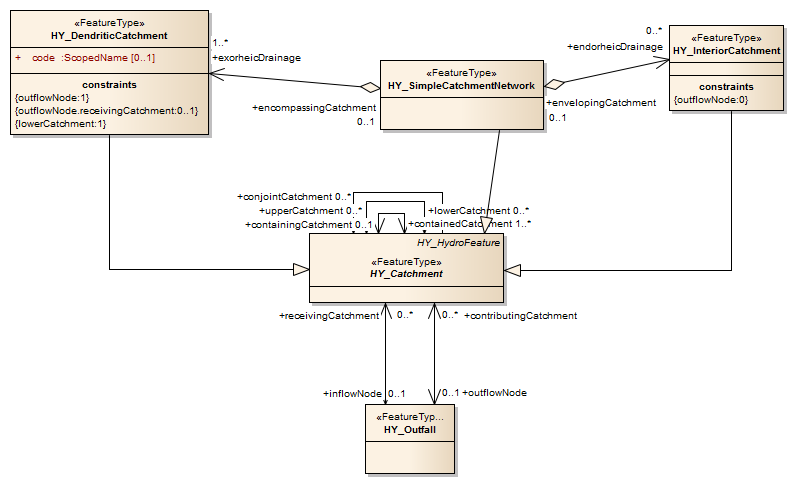 «FeatureType»
HY_DendriticCatchment
+ code :ScopedName [0..1]
constraints
{outflowNode:1}
{outflowNode.receivingCatchment:0..1}
{lowerCatchment:1}
1..*
+exorheicDrainage
+encompassingCatchment
0..1
«FeatureType»
HY_SimpleCatchmentNetwork
0..*
+endorheicDrainage
+envelopingCatchment
0..1
«FeatureType»
HY_InteriorCatchment
constraints
{outflowNode:0}
+conjointCatchment 0..*
+upperCatchment 0..*
+lowerCatchment 0..*
+containingCatchment 0..1
+containedCatchment 1..*
HY_HydroFeature
«FeatureType»
HY_Catchment
+receivingCatchment 0..*
0..* +contributingCatchment
+inflowNode 0..1
0..1 +outflowNode
«FeatureTyp...
HY_Outfall